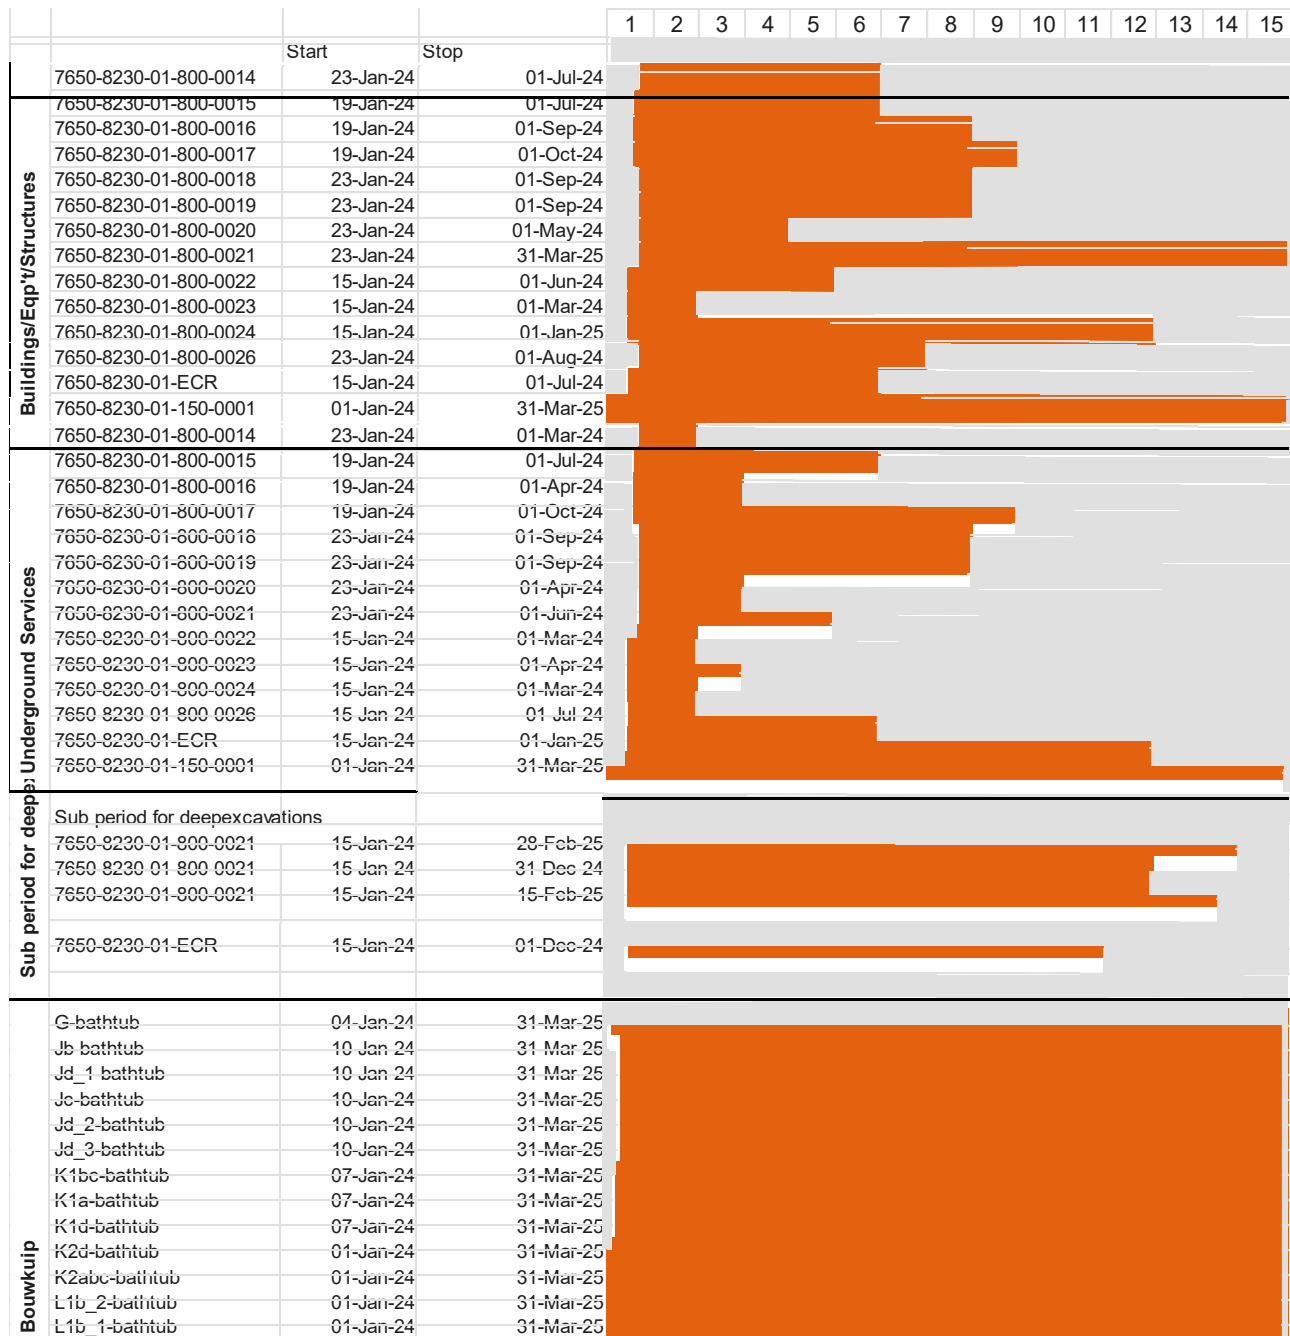 1 2 3 4 5 6 7 8 9 10 11 12 13 14 15
Start Stop
7650-8230-01-800-0014 23-Jan-24 01-Jul-24
7650-8230-01-800-0015 19-Jan-24 01-Jul-24
7650-8230-01-800-0016 19-Jan-24 01-Sep-24
7650-8230-01-800-0017 19-Jan-24 01-Oct-24
7650-8230-01-800-0018 23-Jan-24 01-Sep-24
7650-8230-01-800-0019 23-Jan-24 01-Sep-24
7650-8230-01-800-0020 23-Jan-24 01-May-24
7650-8230-01-800-0021 23-Jan-24 31-Mar-25
7650-8230-01-800-0022 15-Jan-24 01-Jun-24
7650-8230-01-800-0023 15-Jan-24 01-Mar-24
7650-8230-01-800-0024 15-Jan-24 01-Jan-25
7650-8230-01-800-0026 23-Jan-24 01-Aug-24
7650-8230-01-ECR 15-Jan-24 01-Jul-24
7650-8230-01-150-0001 01-Jan-24 31-Mar-25
Buildings/Eqp't/Structures
7650-8230-01-800-0014 23-Jan-24 01-Mar-24
7650-8230-01-800-0015 19-Jan-24 01-Jul-24
7650-8230-01-800-0016 19-Jan-24 01-Apr-24
7650-8230-01-800-0017 19-Jan-24 01-Oct-24
7650-8230-01-800-0018 23-Jan-24 01-Sep-24
7650-8230-01-800-0019 23-Jan-24 01-Sep-24
7650-8230-01-800-0020 23-Jan-24 01-Apr-24
7650-8230-01-800-0021 23-Jan-24 01-Jun-24
7650-8230-01-800-0022 15-Jan-24 01-Mar-24
7650-8230-01-800-0023 15-Jan-24 01-Apr-24
7650-8230-01-800-0024 15-Jan-24 01-Mar-24
7650-8230-01-800-0026 15-Jan-24 01-Jul-24
7650-8230-01-ECR 15-Jan-24 01-Jan-25
7650-8230-01-150-0001 01-Jan-24 31-Mar-25
Underground Services
Sub period for deepexcavations
7650-8230-01-800-0021 15-Jan-24 28-Feb-25
7650-8230-01-800-0021 15-Jan-24 31-Dec-24
7650-8230-01-800-0021 15-Jan-24 15-Feb-25
7650-8230-01-ECR 15-Jan-24 01-Dec-24
Sub period for deepe
G-bathtub 04-Jan-24 31-Mar-25
Jb-bathtub 10-Jan-24 31-Mar-25
Jd_1-bathtub 10-Jan-24 31-Mar-25
Jc-bathtub 10-Jan-24 31-Mar-25
Jd_2-bathtub 10-Jan-24 31-Mar-25
Jd_3-bathtub 10-Jan-24 31-Mar-25
K1bc-bathtub 07-Jan-24 31-Mar-25
K1a-bathtub 07-Jan-24 31-Mar-25
K1d-bathtub 07-Jan-24 31-Mar-25
K2d-bathtub 01-Jan-24 31-Mar-25
K2abc-bathtub 01-Jan-24 31-Mar-25
L1b_2-bathtub 01-Jan-24 31-Mar-25
L1b_1-bathtub 01-Jan-24 31-Mar-25
Bouwkuip